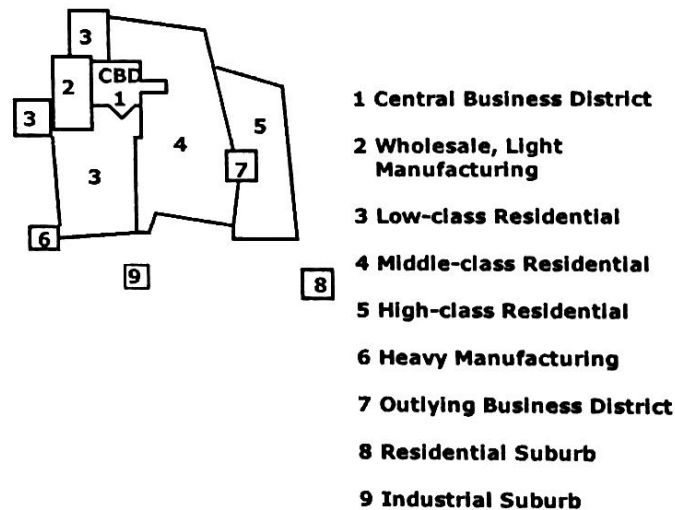 3
CBD
2
1
3
5
4
7
3
6
9
8
1 Central Business District
2 Wholesale, Light
Manufacturing
3 Low-class Residential
4 Middle-class Residential
5 High-class Residential
6 Heavy Manufacturing
7 Outlying Business District
8 Residential Suburb
9 Industrial Suburb